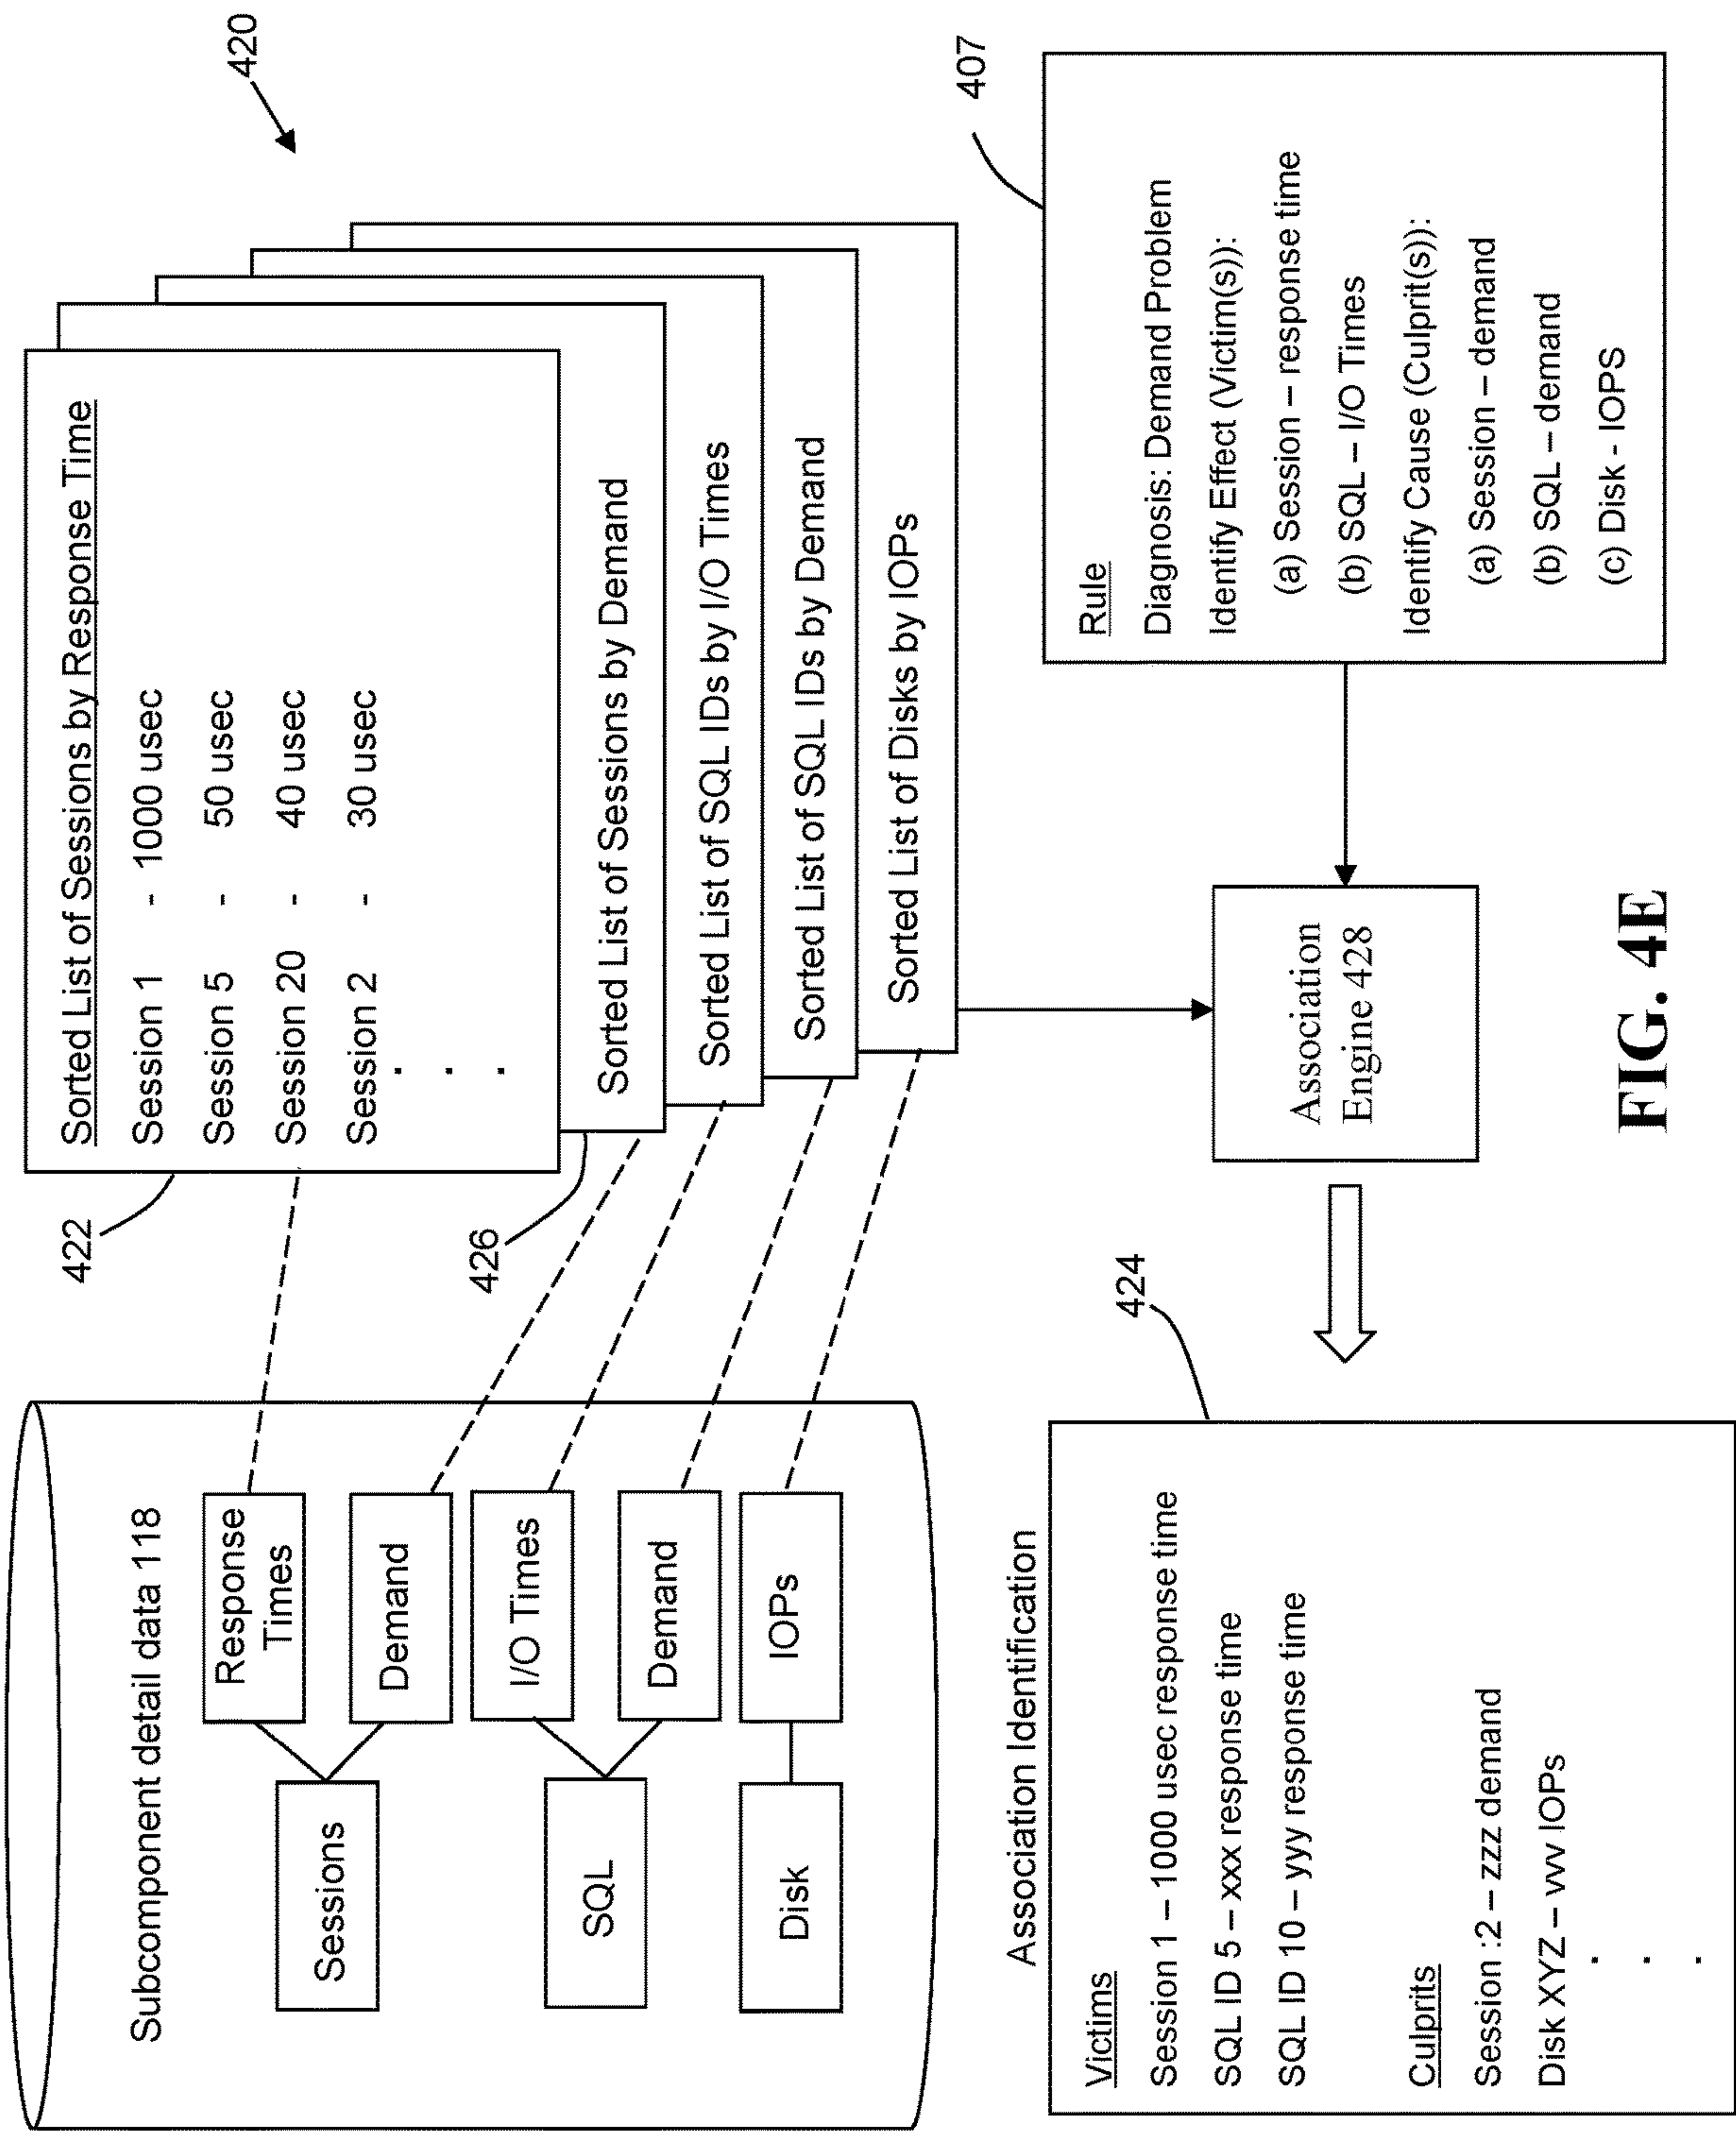 420
Subcomponent detail data 118
Sessions
Response
Times
Demand
SQL
I/O Times
Demand
Disk
IOPs
422
Sorted List of Sessions by Response Time
Session 1 - 1000 usec
Session 5 - 50 usec
Session 20 - 40 usec
Session 2 - 30 usec
.
.
.
426
Sorted List of Sessions by Demand
Sorted List of SQL IDs by I/O Times
Sorted List of SQL IDs by Demand
Sorted List of Disks by IOPs
Association Identification
424
Victims
Session 1 – 1000 usec response time
SQL ID 5 – xxx response time
SQL ID 10 – yyy response time
Culprits
Session :2 – zzz demand
Disk XYZ – vvv IOPs
.
.
.
Association
Engine 428
407
Rule
Diagnosis: Demand Problem
Identify Effect (Victim(s)):
(a) Session – response time
(b) SQL – I/O Times
Identify Cause (Culprit(s)):
(a) Session – demand
(b) SQL – demand
(c) Disk - IOPS
FIG. 4E